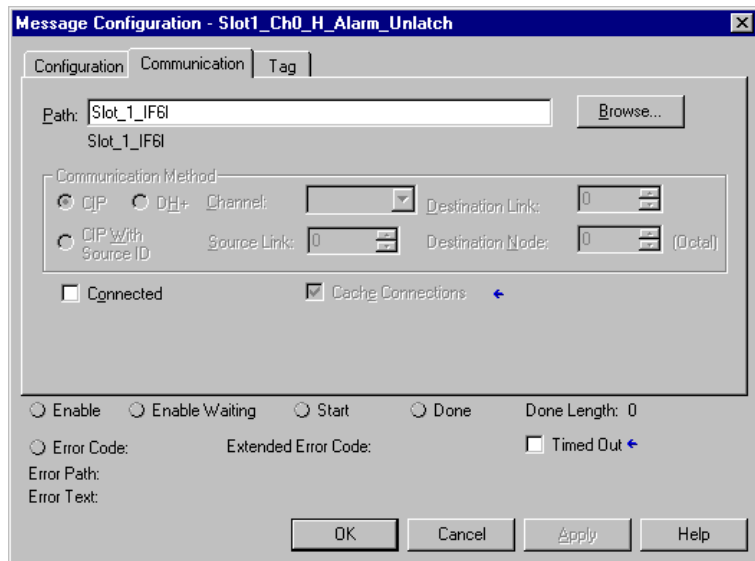 Message Configuration - Slot1_Ch0_H_Alarm_Unlatch
Configuration Communication Tag
Path: Slot_1_IF6I Browse...
Slot_1_IF6I
Communication Method
CIP DH+ Channel: Destination Link: 0
CIP With Source ID Source Link: 0 Destination Node: 0 (Octal)
Connected Cache Connections
Enable Enable Waiting Start Done Done Length: 0
Error Code: Extended Error Code: Timed Out
Error Path:
Error Text:
OK Cancel Apply Help